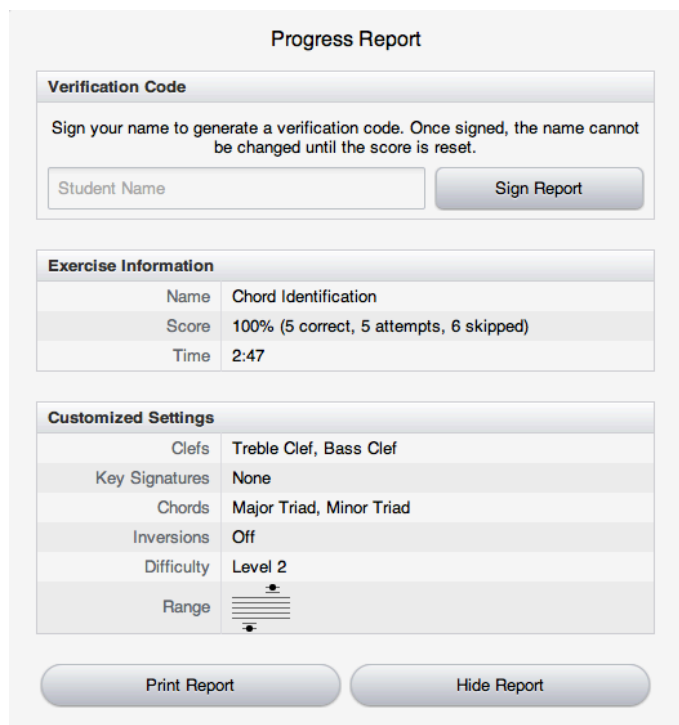 Progress Report
Verification Code
Sign your name to generate a verification code. Once signed, the name cannot
be changed until the score is reset.
Student Name
Sign Report
Exercise Information
Name Chord Identification
Score 100% (5 correct, 5 attempts, 6 skipped)
Time 2:47
Customized Settings
Clefs Treble Clef, Bass Clef
Key Signatures None
Chords Major Triad, Minor Triad
Inversions Off
Difficulty Level 2
Range
Print Report
Hide Report